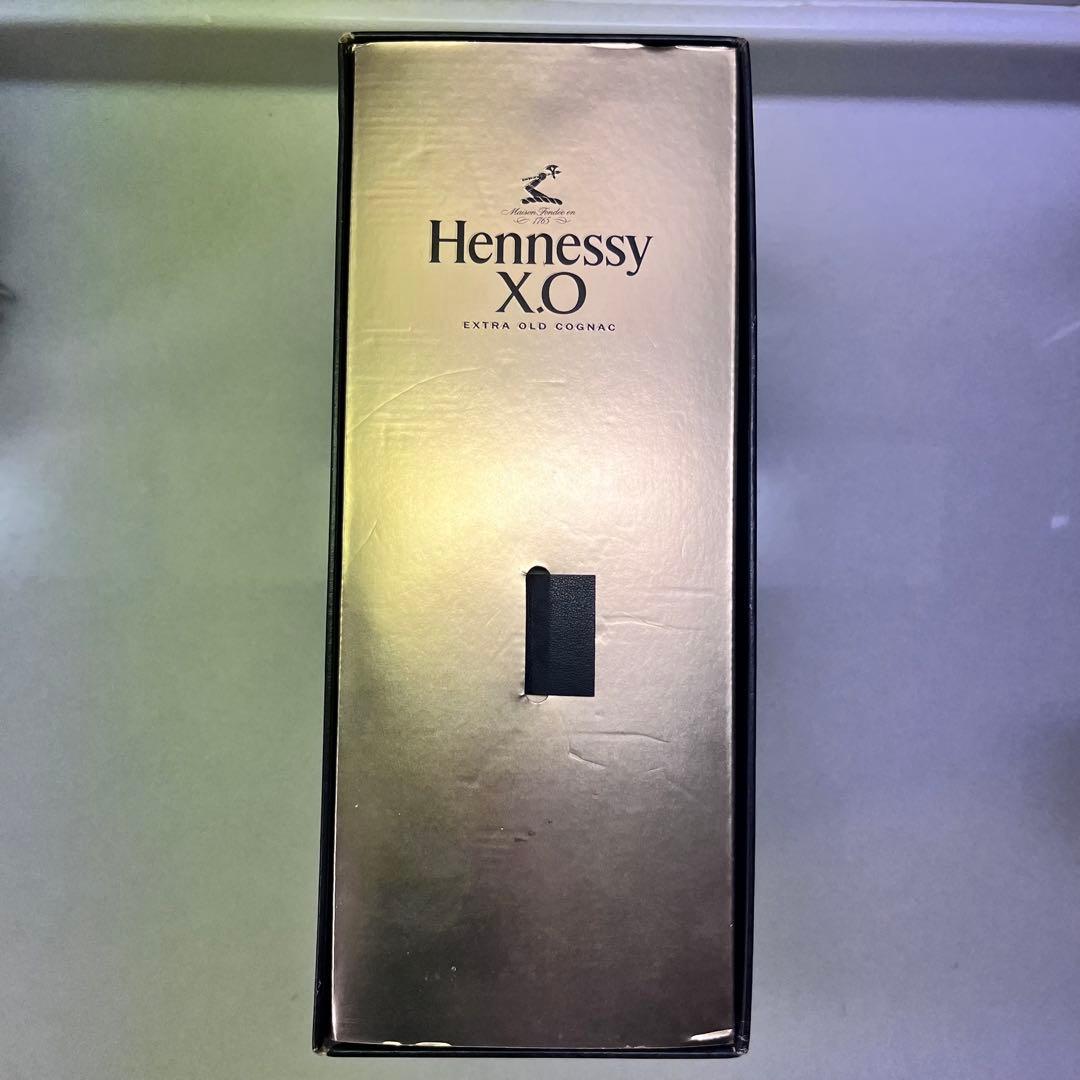 Maison Fondée en
1765
Hennessy
X.O
EXTRA OLD COGNAC